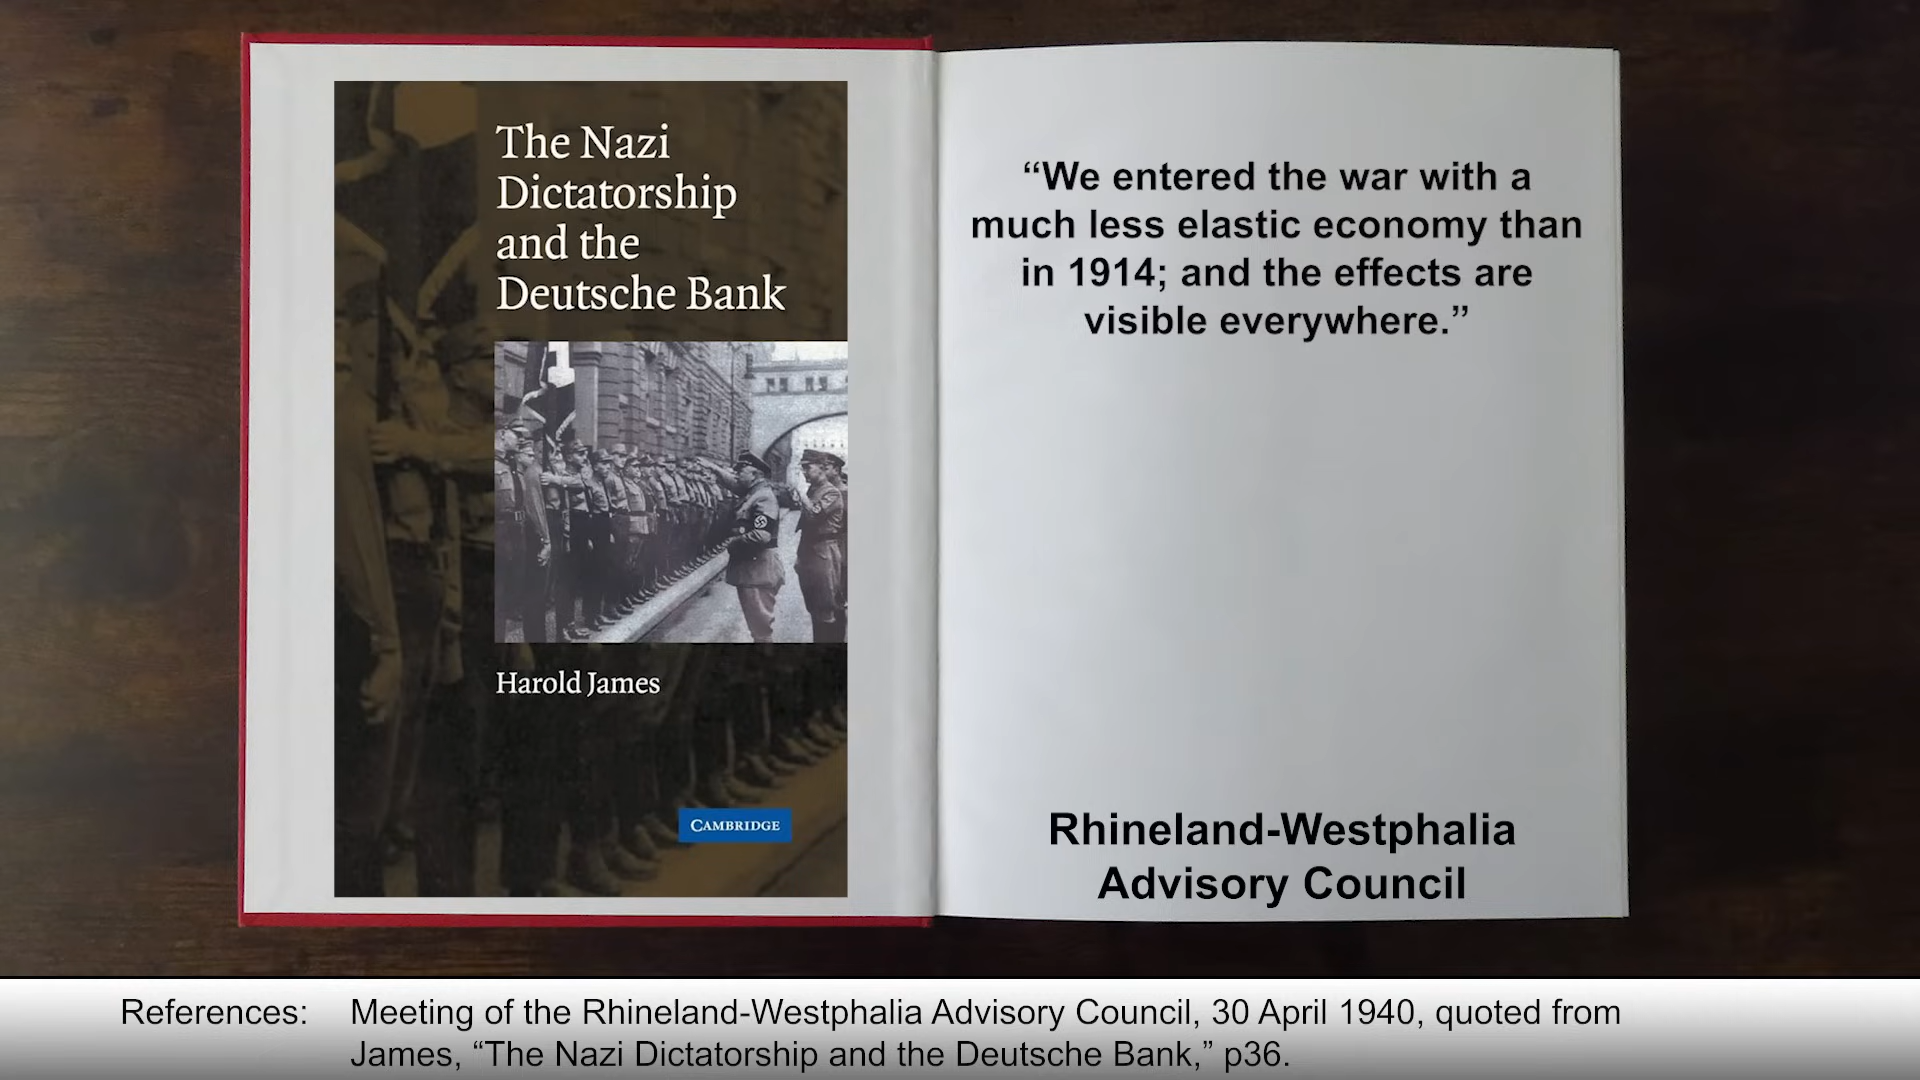 The Nazi
Dictatorship
and the
Deutsche Bank
Harold James
CAMBRIDGE
“We entered the war with a
much less elastic economy than
in 1914; and the effects are
visible everywhere.”
Rhineland-Westphalia
Advisory Council
References: Meeting of the Rhineland-Westphalia Advisory Council, 30 April 1940, quoted from
James, “The Nazi Dictatorship and the Deutsche Bank,” p36.